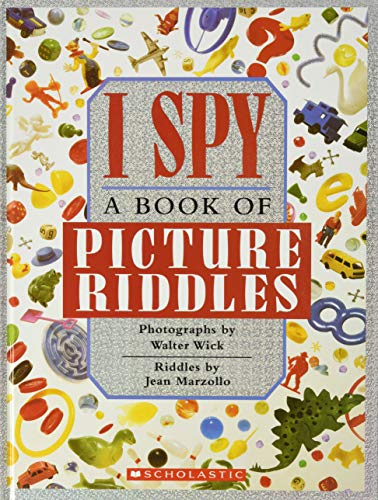 I SPY
A BOOK OF
PICTURE
RIDDLES
Photographs by
Walter Wick
Riddles by
Jean Marzollo
SCHOLASTIC